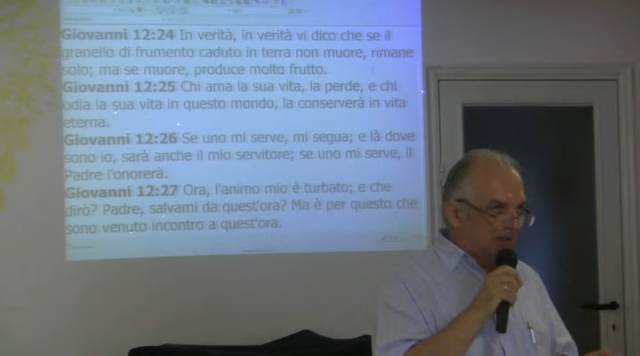 Giovanni 12:24 In verità, in verità vi dico che se il
granello di frumento caduto in terra non muore, rimane
solo; ma se muore, produce molto frutto.
Giovanni 12:25 Chi ama la sua vita, la perde, e chi
odia la sua vita in questo mondo, la conserverà in vita
eterna.
Giovanni 12:26 Se uno mi serve, mi segua; e là dove
sono io, sarà anche il mio servitore; se uno mi serve, il
Padre l'onorerà.
Giovanni 12:27 Ora, l'animo mio è turbato; e che
dirò? Padre, salvami da quest'ora? Ma è per questo che
sono venuto incontro a quest'ora.